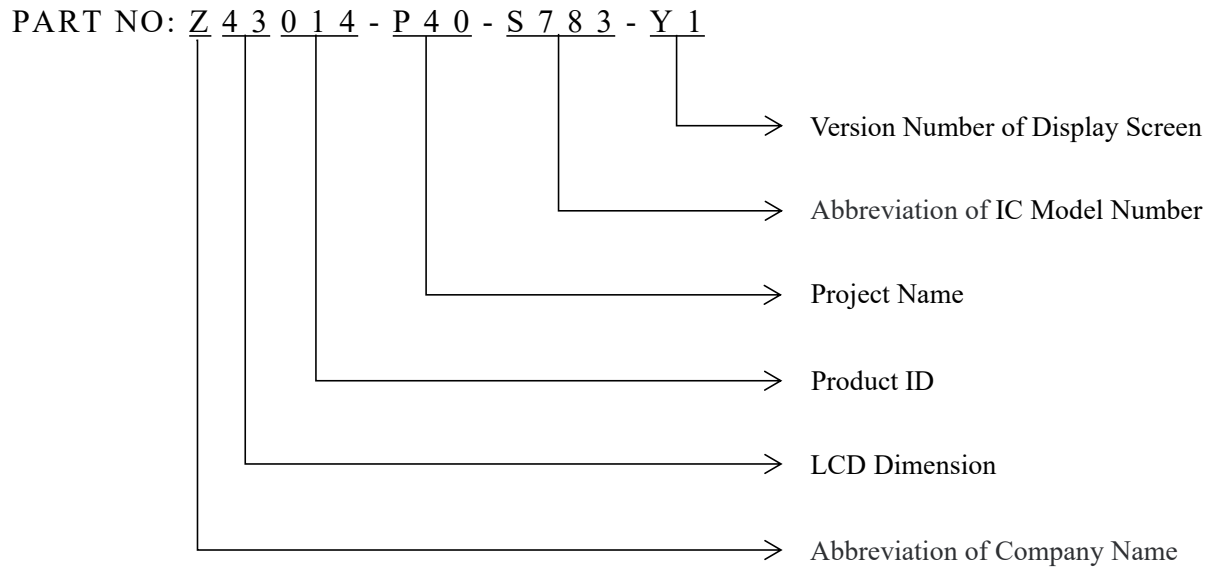 PART NO: Z 4 3 0 1 4 - P 4 0 - S 7 8 3 - Y 1
Version Number of Display Screen
Abbreviation of IC Model Number
Project Name
Product ID
LCD Dimension
Abbreviation of Company Name